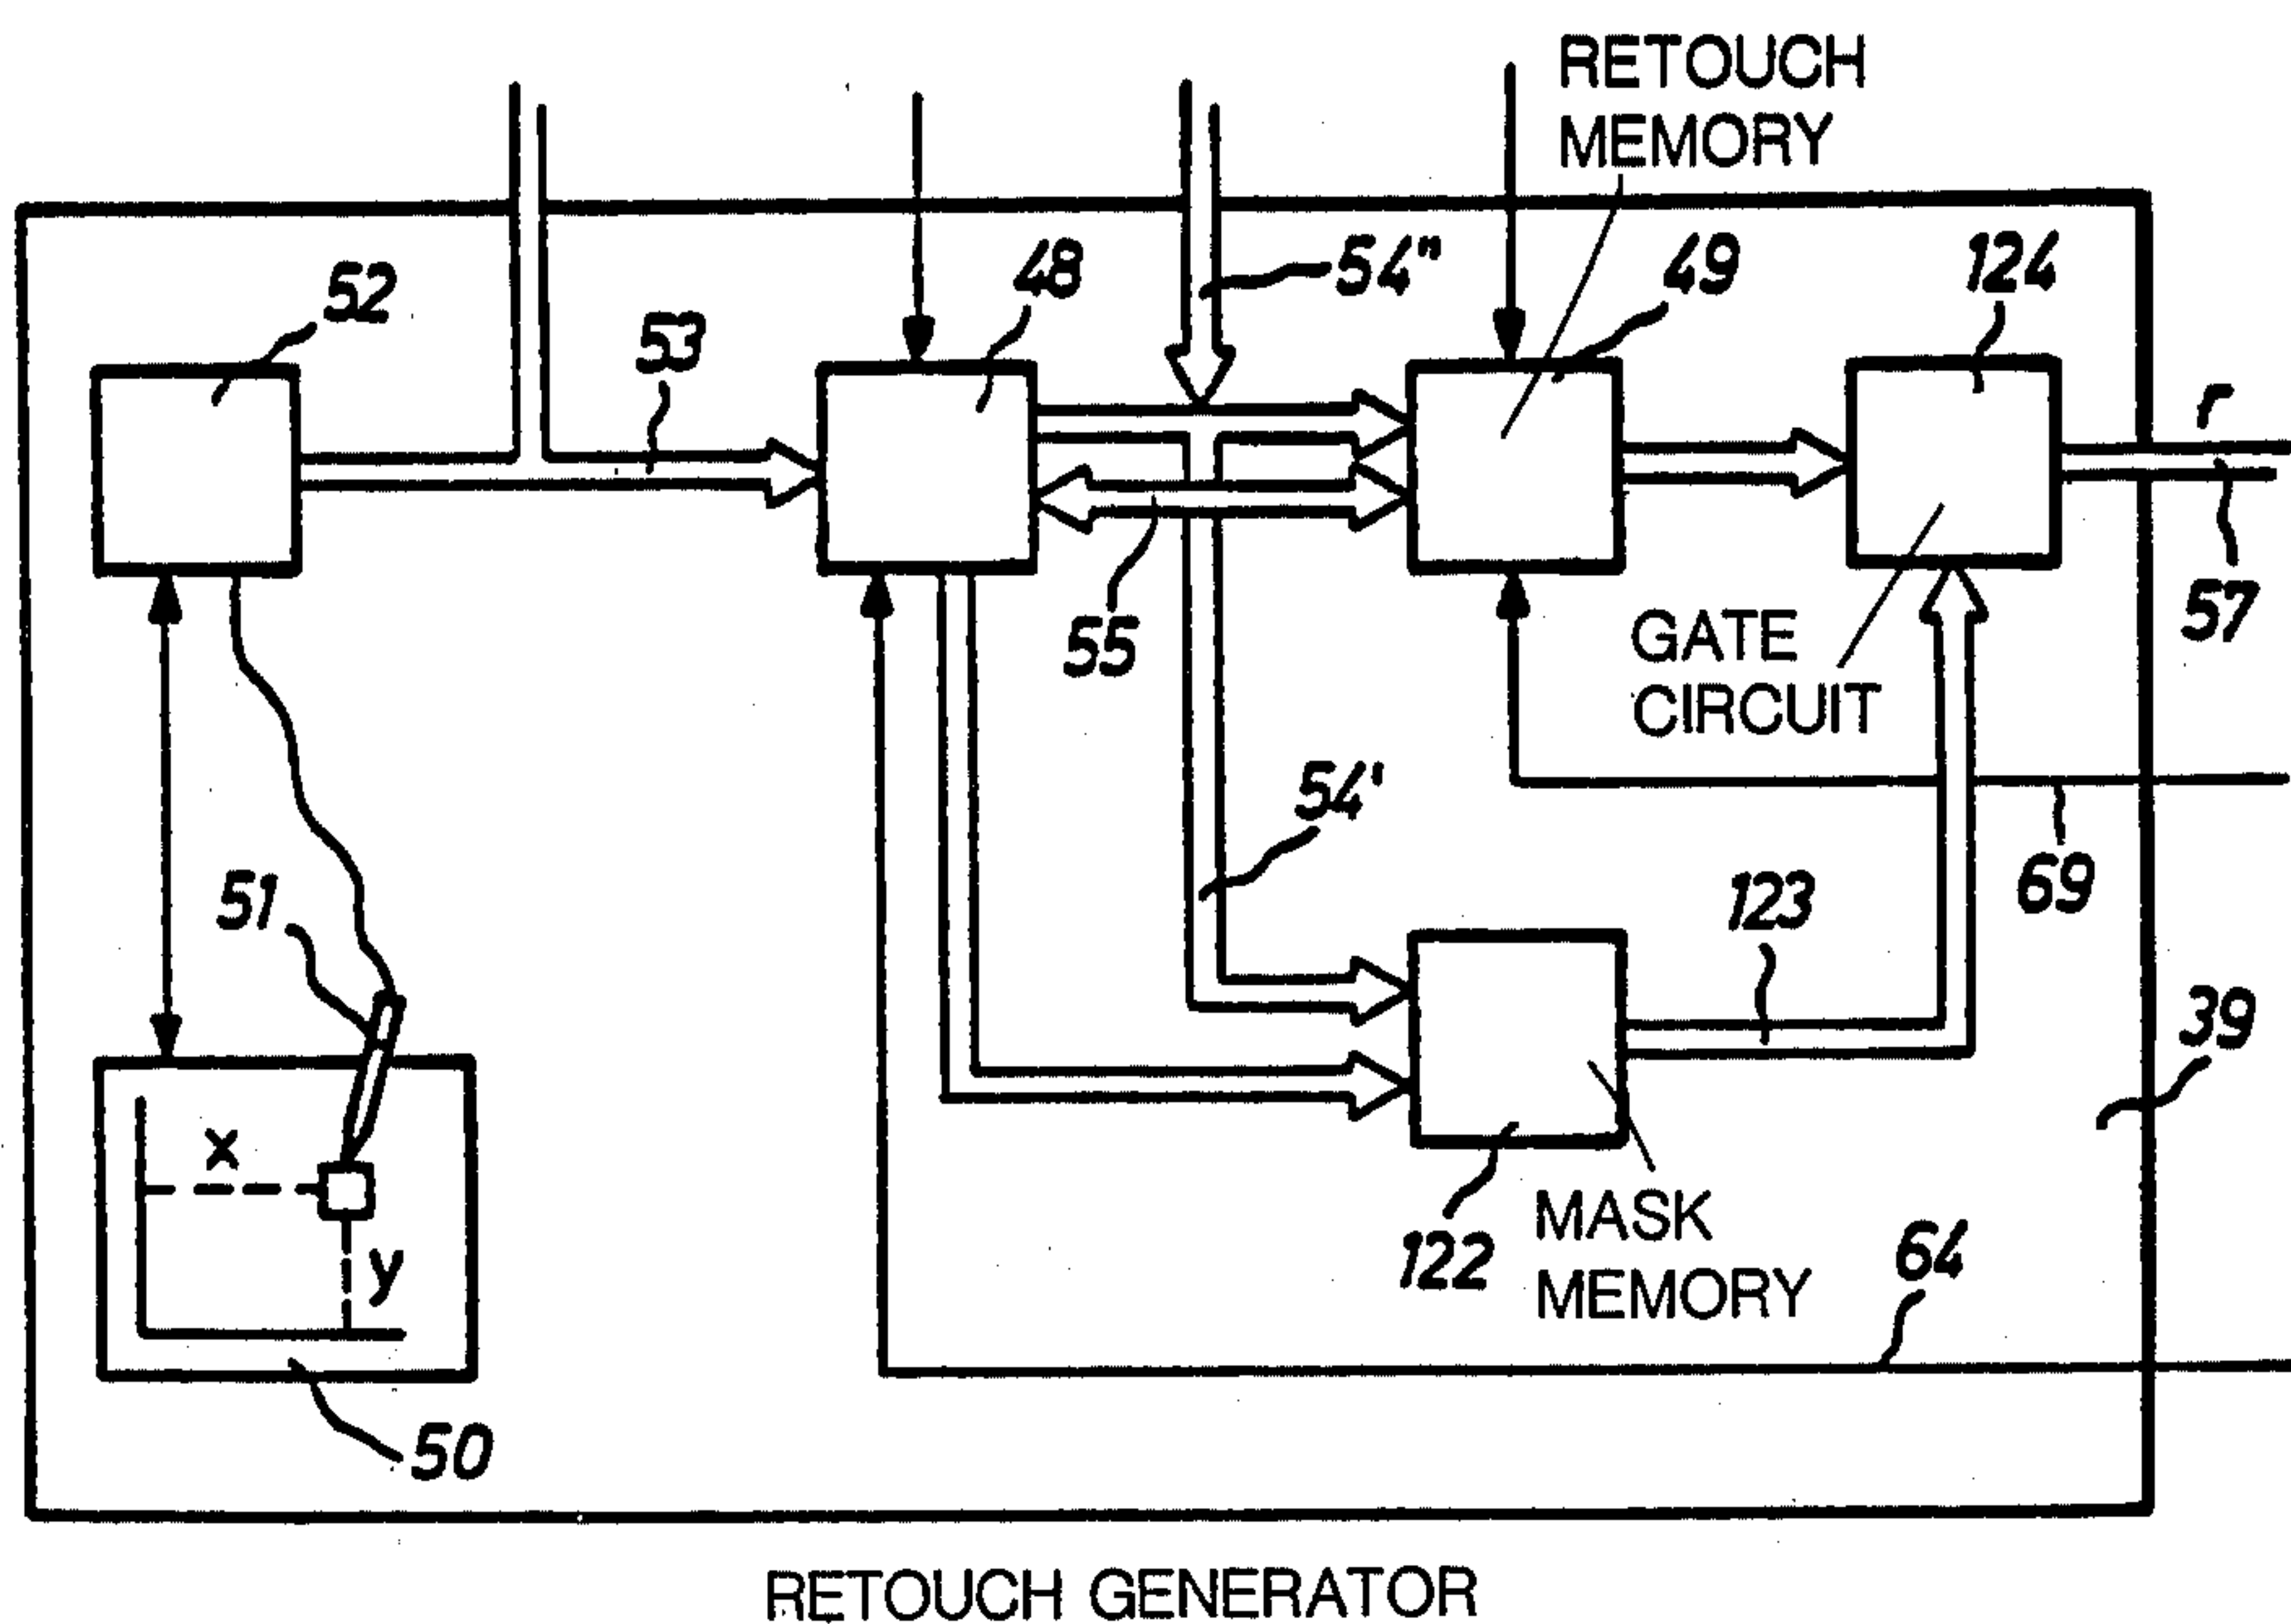 RETOUCH
MEMORY
52
53
48
54"
49
124
r
57
55
GATE
CIRCUIT
54'
69
51
123
39
x
y
122
MASK
MEMORY
64
50
RETOUCH GENERATOR